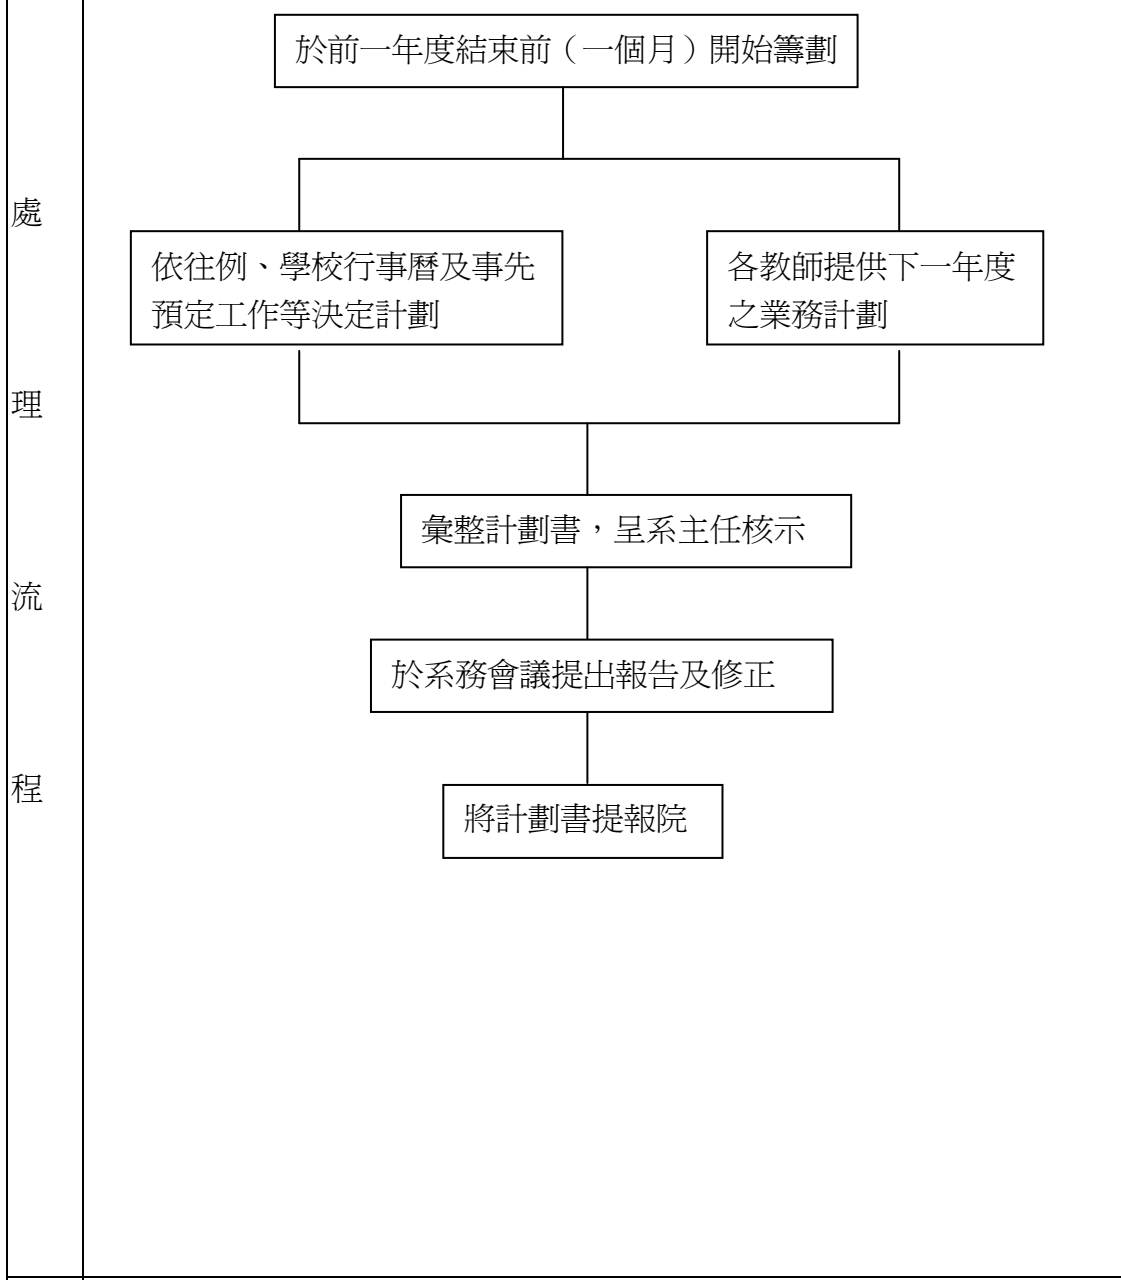 處
理
流
程
於前一年度結束前（一個月）開始籌劃
依往例、學校行事曆及事先
預定工作等決定計劃
各教師提供下一年度
之業務計劃
彙整計劃書，呈系主任核示
於系務會議提出報告及修正
將計劃書提報院